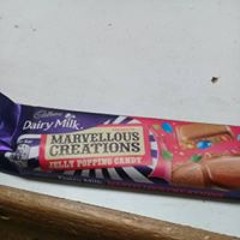 Cadbury
Dairy Milk
MARVELLOUS
CREATIONS
JELLY POPPING CANDY